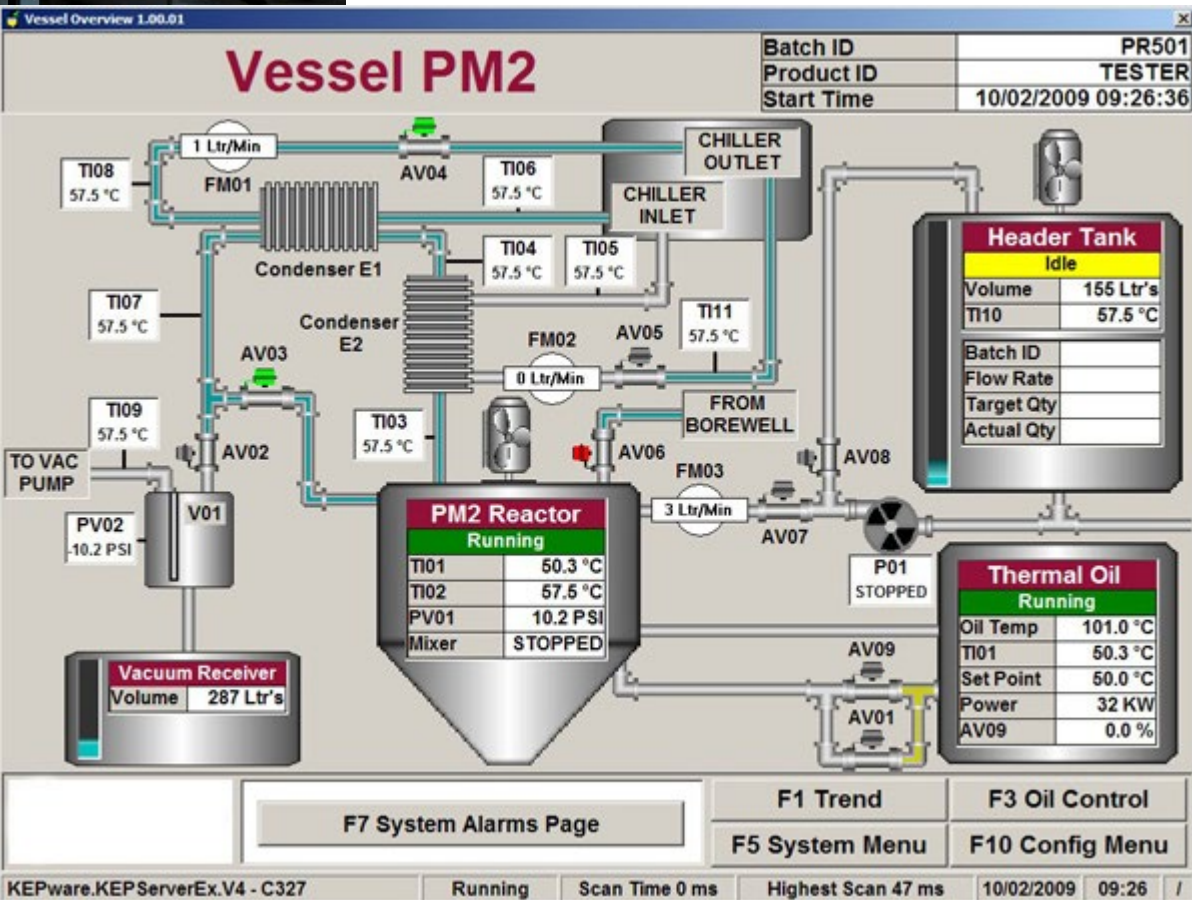 Vessel Overview 1.00.01
Vessel PM2
Batch ID PR501
Product ID TESTER
Start Time 10/02/2009 09:26:36
1 Ltr/Min
FM01
AV04
TI08
57.5 °C
TI06
57.5 °C
CHILLER
OUTLET
CHILLER
INLET
Condenser E1
TI04
57.5 °C
TI05
57.5 °C
TI07
57.5 °C
Condenser
E2
FM02
0 Ltr/Min
AV05
TI11
57.5 °C
AV03
FROM
BOREWELL
TI09
57.5 °C
TI03
57.5 °C
AV02
AV06
TO VAC
PUMP
V01
PV02
-10.2 PSI
FM03
3 Ltr/Min
AV07
AV08
P01
STOPPED
Header Tank
Idle
Volume 155 Ltr's
TI10 57.5 °C
Batch ID
Flow Rate
Target Qty
Actual Qty
PM2 Reactor
Running
TI01 50.3 °C
TI02 57.5 °C
PV01 10.2 PSI
Mixer STOPPED
Thermal Oil
Running
Oil Temp 101.0 °C
TI01 50.3 °C
Set Point 50.0 °C
Power 32 KW
AV09 0.0 %
AV09
AV01
Vacuum Receiver
Volume 287 Ltr's
F7 System Alarms Page
F1 Trend
F3 Oil Control
F5 System Menu
F10 Config Menu
KEPware.KEPServerEx.V4 - C327 Running Scan Time 0 ms Highest Scan 47 ms 10/02/2009 09:26 /